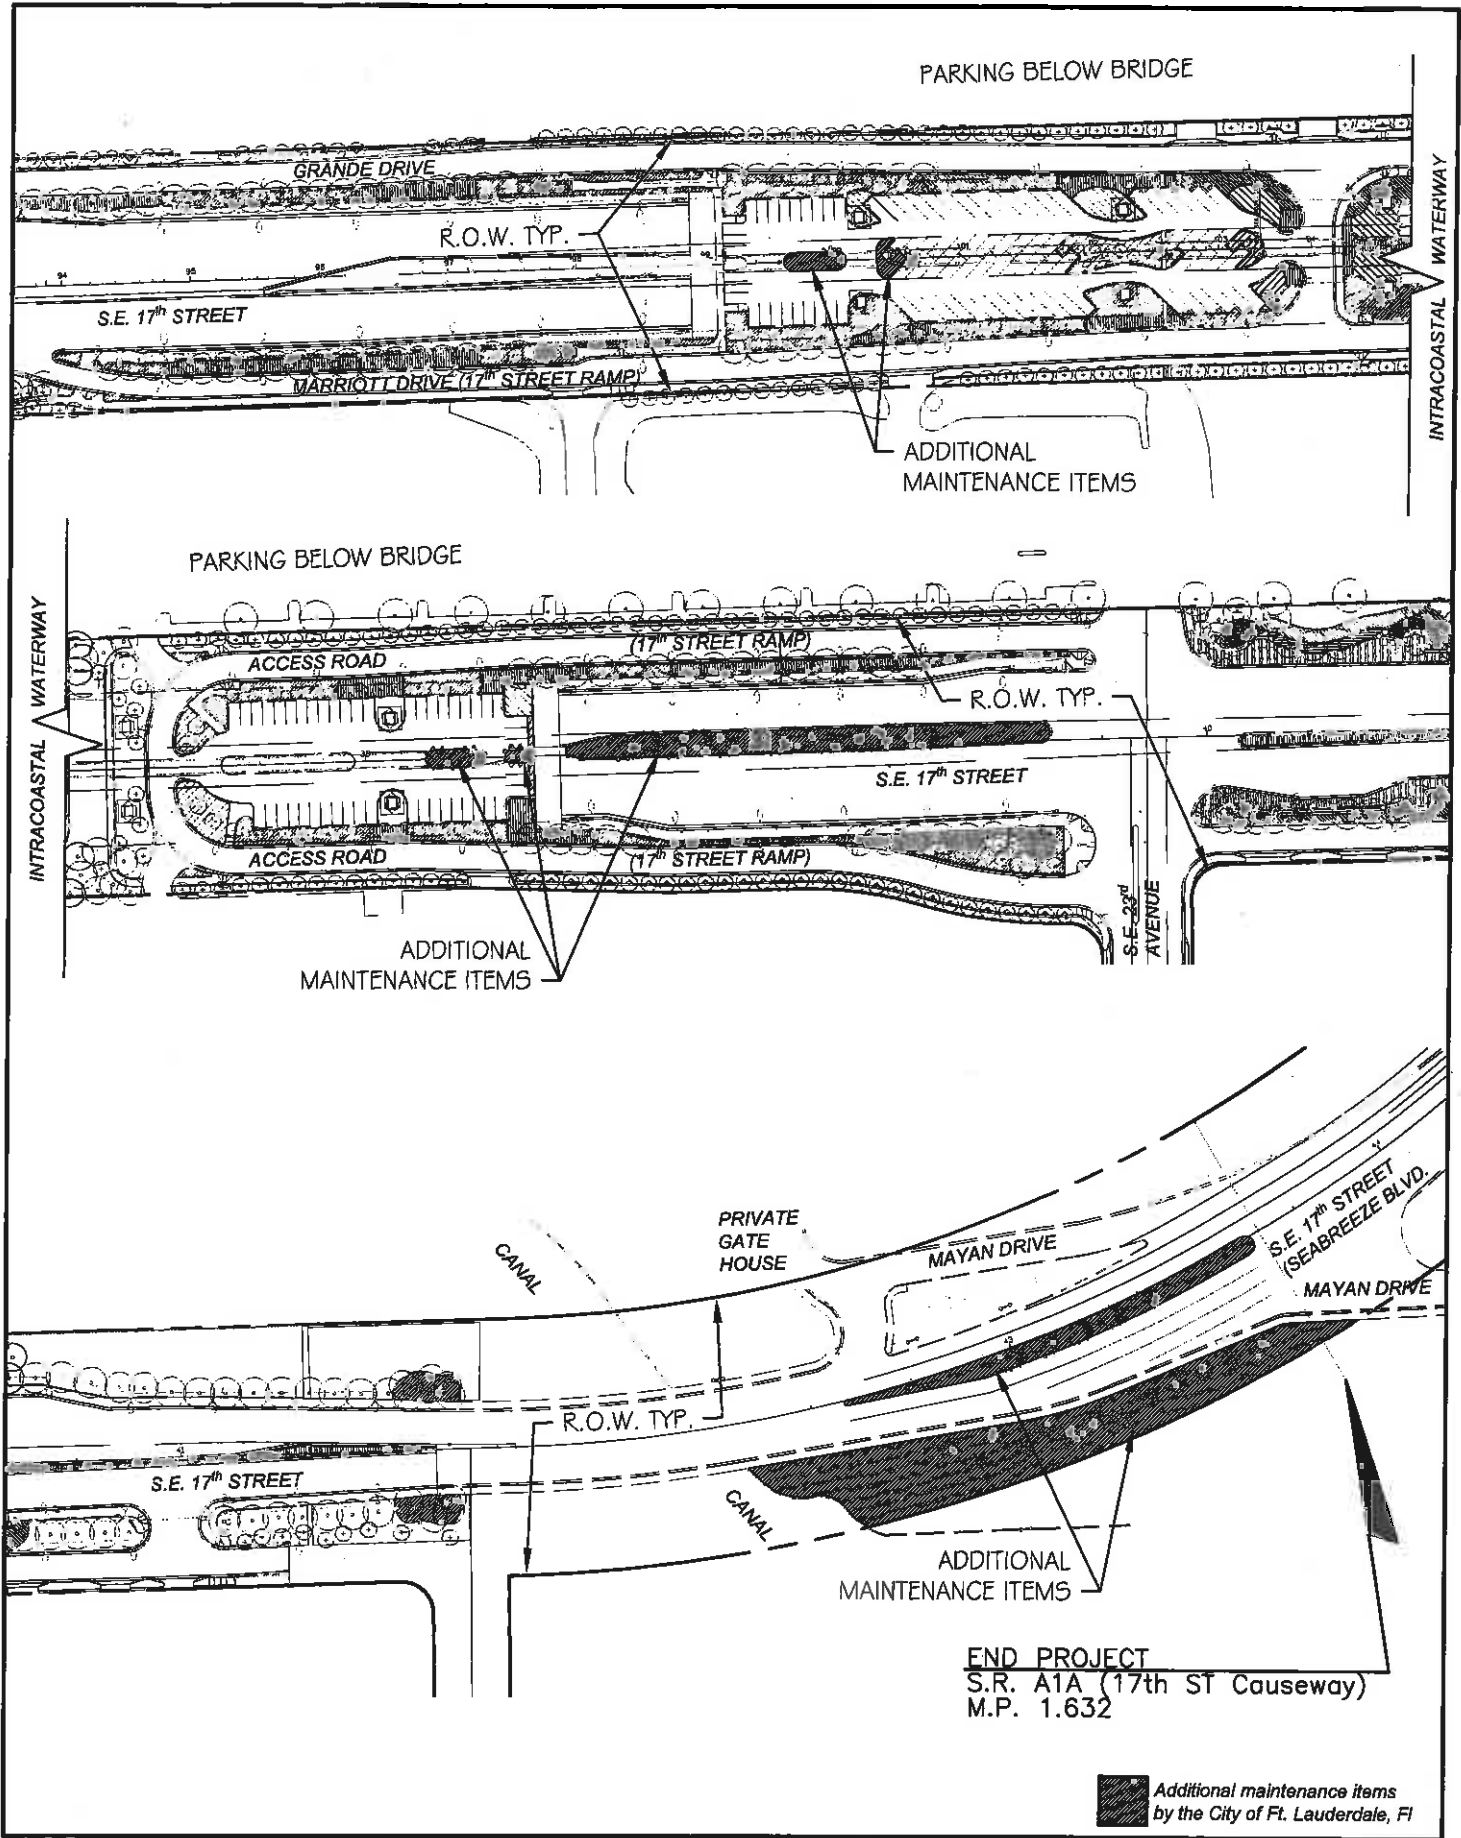 PARKING BELOW BRIDGE
GRANDE DRIVE
R.O.W. TYP.
INTRACOASTAL WATERWAY
94
95
S.E. 17th STREET
MARRIOTT DRIVE (17th STREET RAMP)
ADDITIONAL
MAINTENANCE ITEMS
PARKING BELOW BRIDGE
INTRACOASTAL WATERWAY
(17th STREET RAMP)
ACCESS ROAD
R.O.W. TYP.
S.E. 17th STREET
ACCESS ROAD
(17th STREET RAMP)
S.E. 23rd
AVENUE
ADDITIONAL
MAINTENANCE ITEMS
CANAL
PRIVATE
GATE
HOUSE
MAYAN DRIVE
S.E. 17th STREET
(SEABREEZE BLVD.
MAYAN DRIVE
R.O.W. TYP.
S.E. 17th STREET
CANAL
ADDITIONAL
MAINTENANCE ITEMS
END PROJECT
S.R. A1A (17th ST Causeway)
M.P. 1.632
Additional maintenance items
by the City of Ft. Lauderdale, Fl